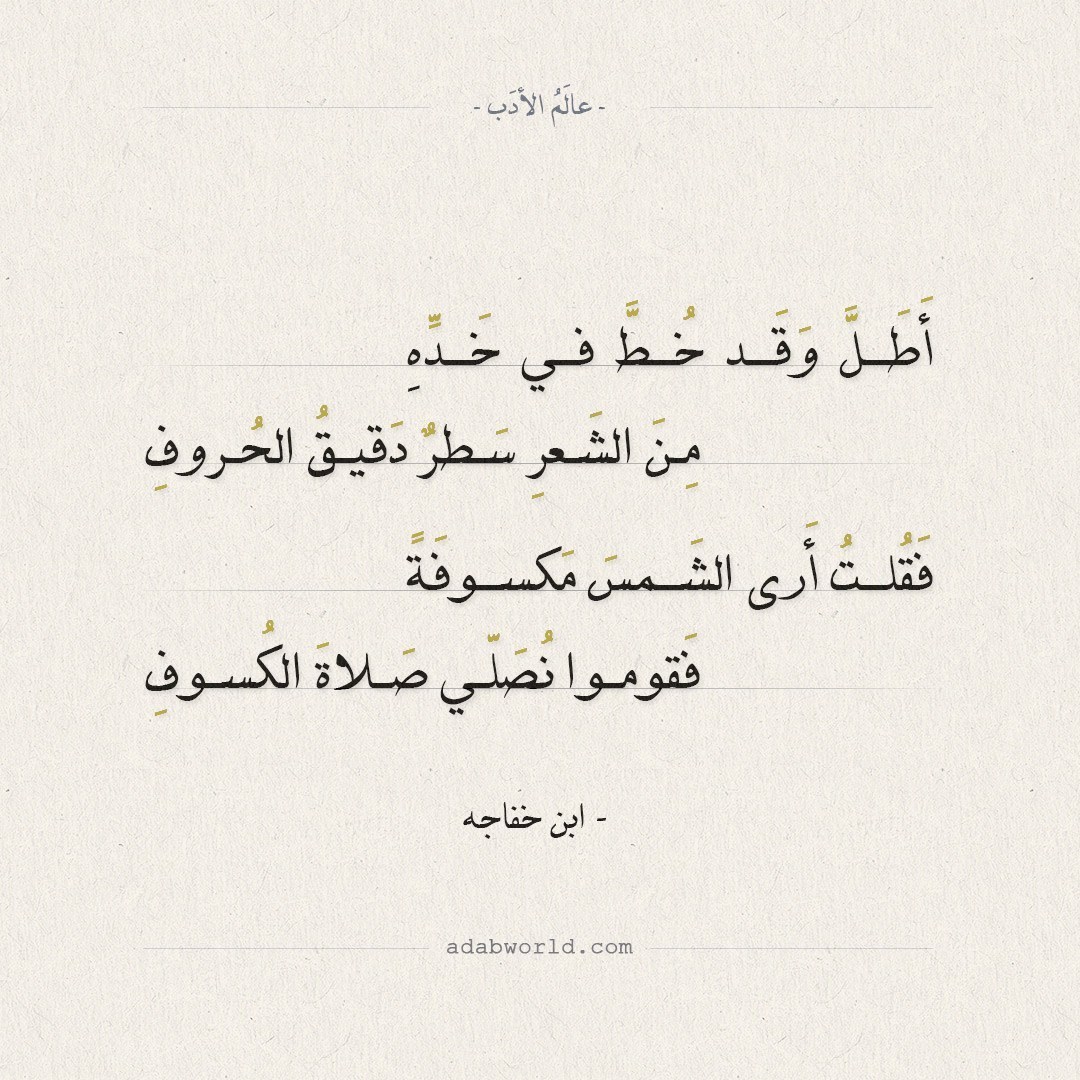 - عالَمُ الأدَب -
أَطَلَّ وَقَد خُطَّ في خَدِّهِ
مِنَ الشَعرِ سَطرٌ دَقيقُ الحُروفِ
فَقُلتُ أَرى الشَمسَ مَكسوفَةً
فَقوموا نُصَلّي صَلاةَ الكُسوفِ
- ابن خفاجه
adabworld.com